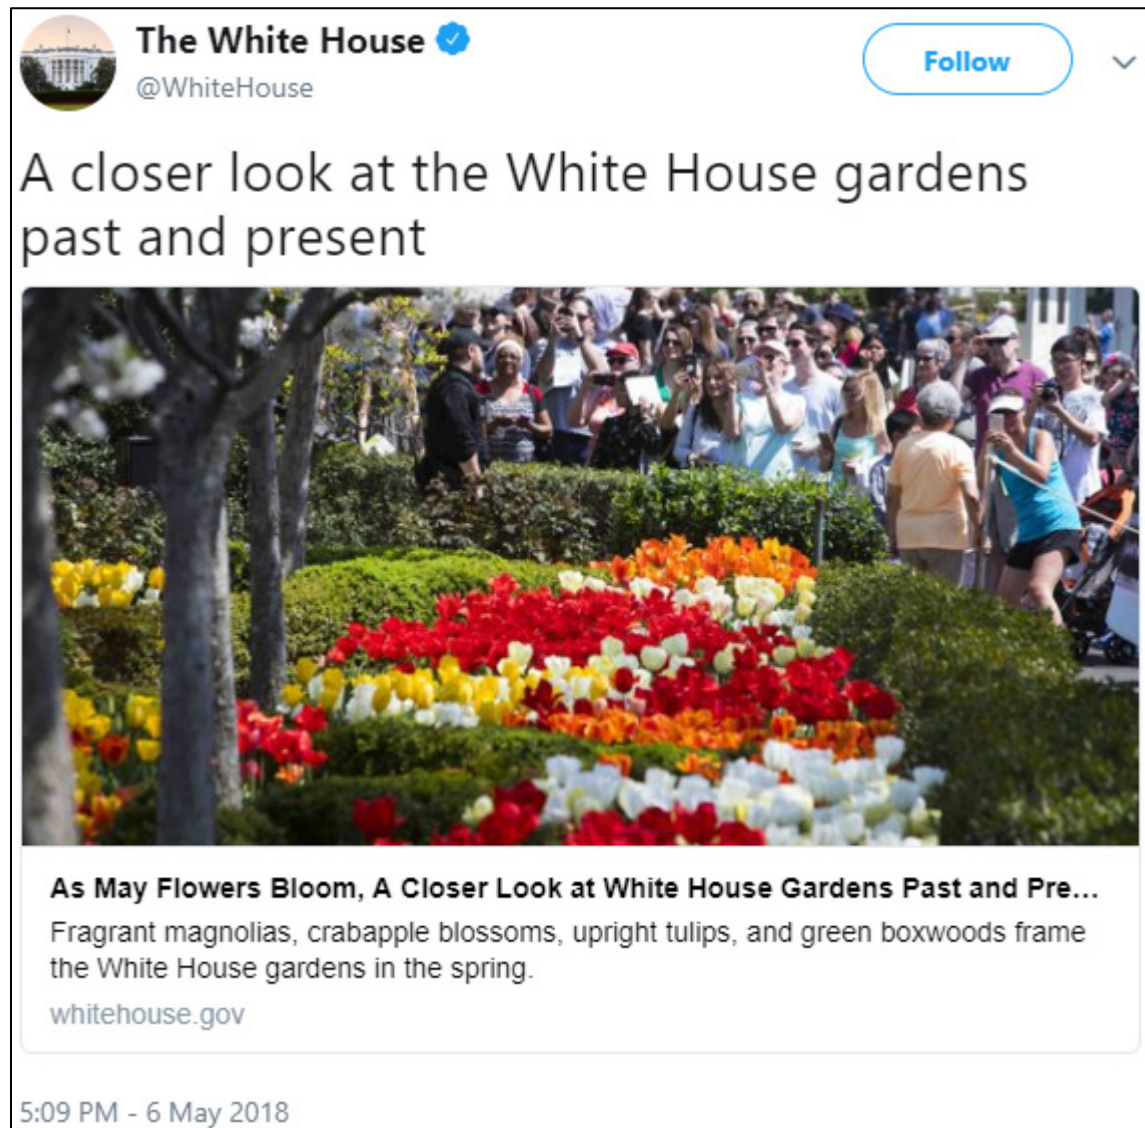 The White House
@WhiteHouse
Follow
A closer look at the White House gardens
past and present
As May Flowers Bloom, A Closer Look at White House Gardens Past and Pre...
Fragrant magnolias, crabapple blossoms, upright tulips, and green boxwoods frame
the White House gardens in the spring.
whitehouse.gov
5:09 PM - 6 May 2018